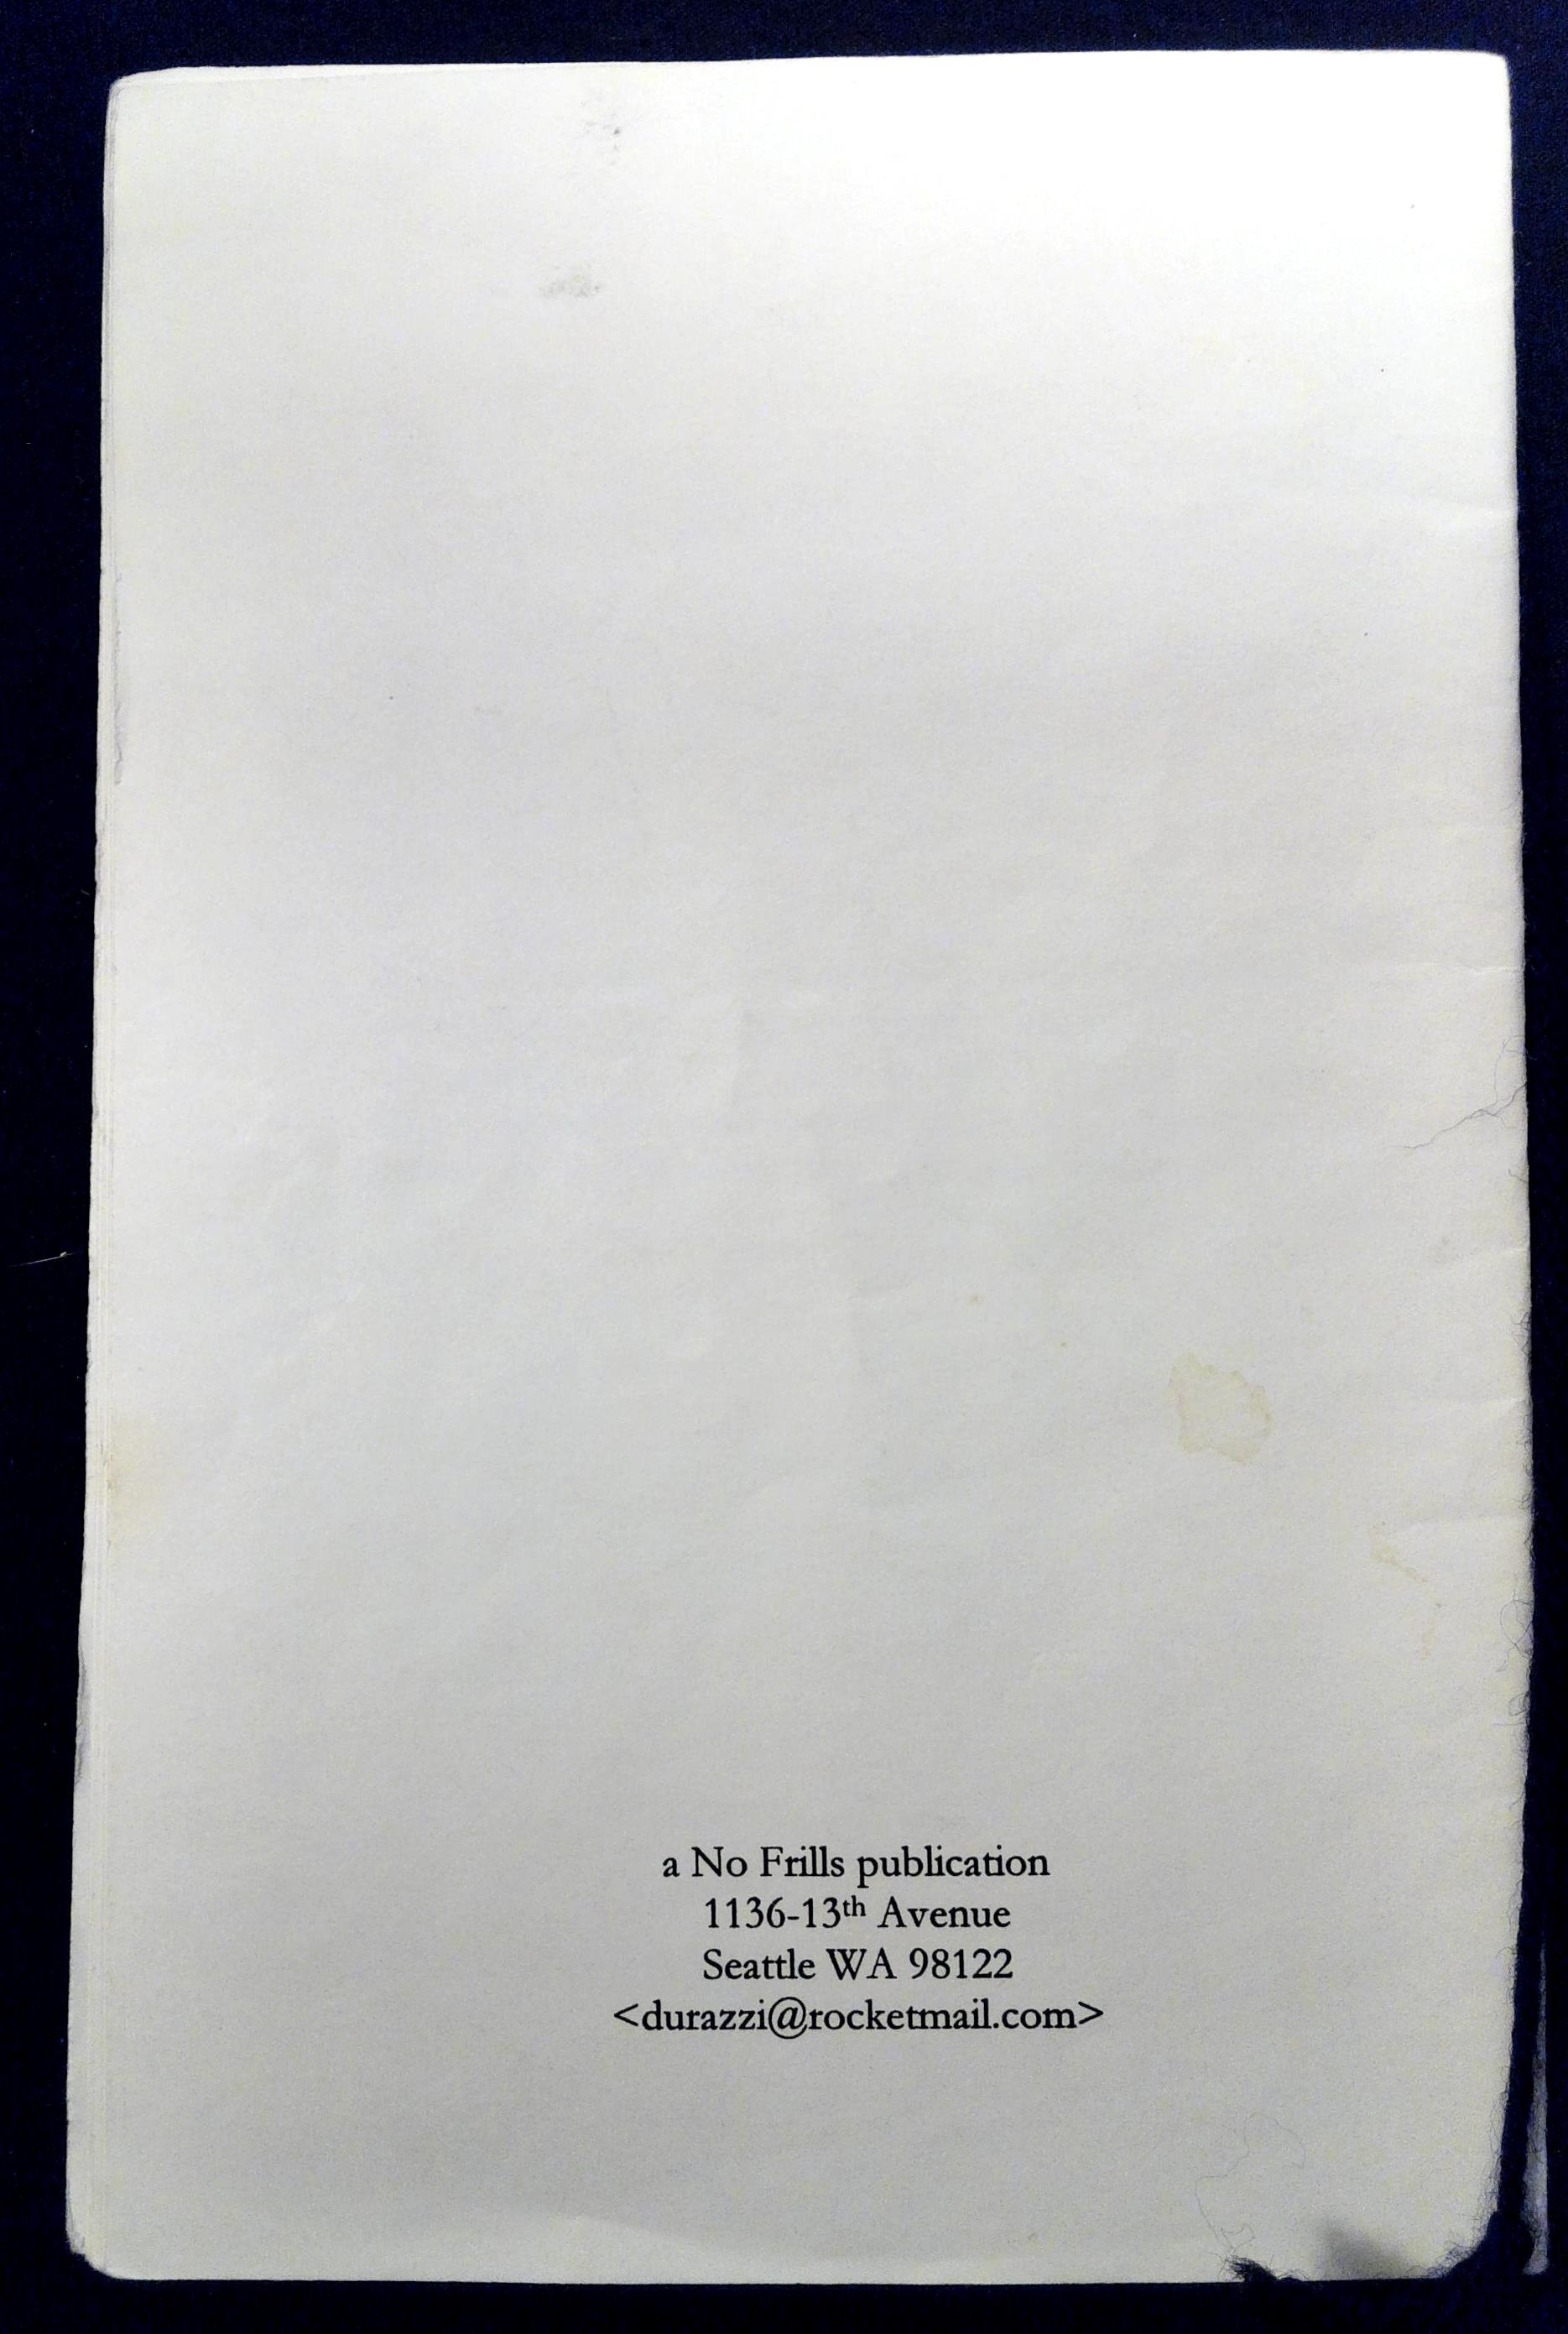 a No Frills publication
1136-13th Avenue
Seattle WA 98122
<durazzi@rocketmail.com>